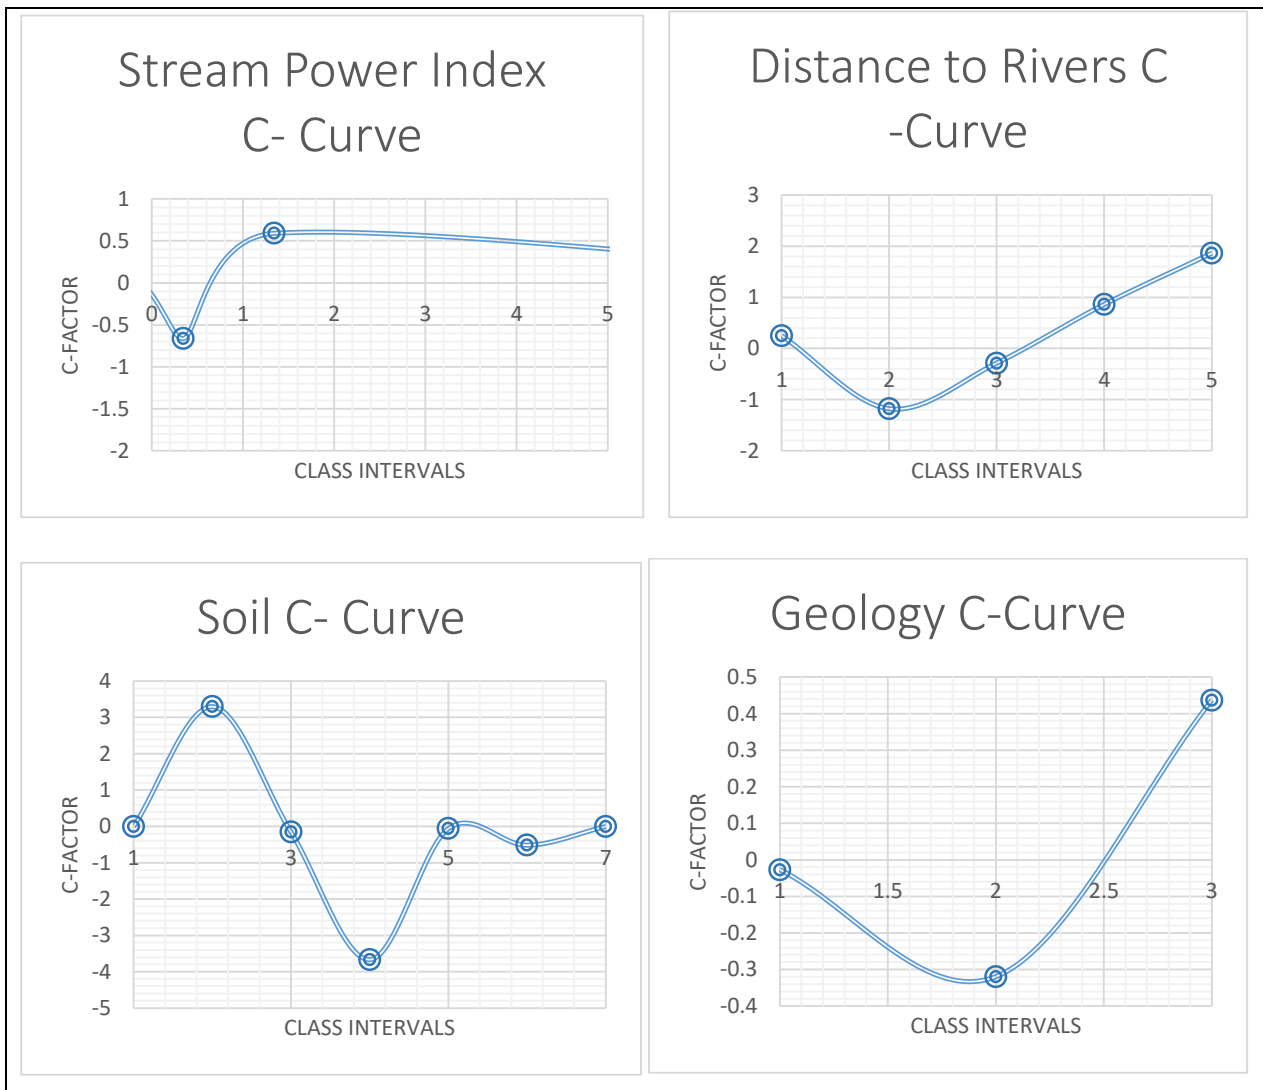 Stream Power Index
C- Curve
1
0.5
0
-0.5
-1
-1.5
-2
0 1 2 3 4 5
C-FACTOR
CLASS INTERVALS
Distance to Rivers C
-Curve
3
2
1
0
-1
-2
1 2 3 4 5
C-FACTOR
CLASS INTERVALS
Soil C- Curve
4
3
2
1
0
-1
-2
-3
-4
-5
1 3 5 7
C-FACTOR
CLASS INTERVALS
Geology C-Curve
0.5
0.4
0.3
0.2
0.1
0
-0.1
-0.2
-0.3
-0.4
1 1.5 2 2.5 3
C-FACTOR
CLASS INTERVALS